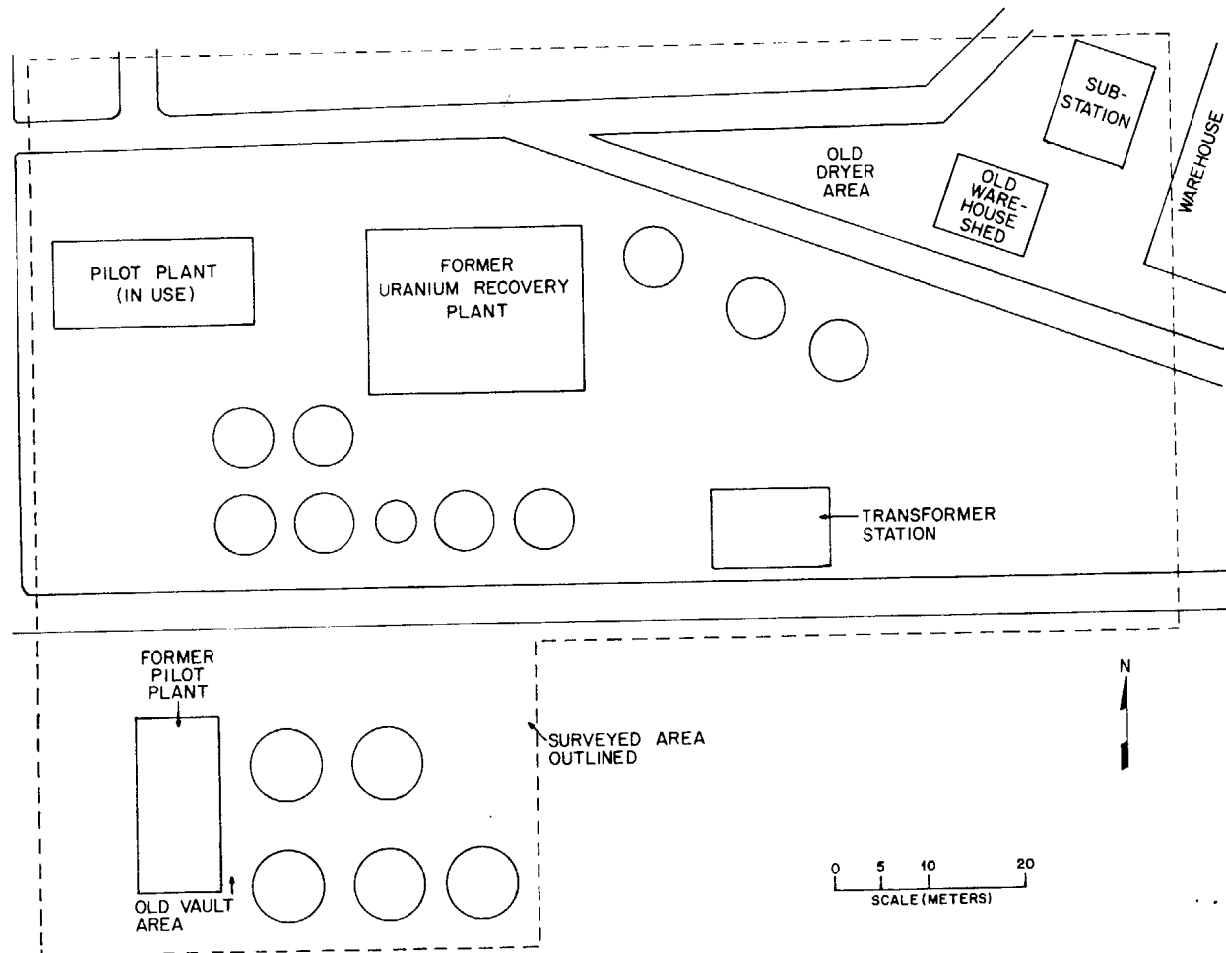 SUB-
STATION
WAREHOUSE
OLD
DRYER
AREA
OLD
WARE-
HOUSE
SHED
PILOT PLANT
(IN USE)
FORMER
URANIUM RECOVERY
PLANT
TRANSFORMER
STATION
FORMER
PILOT
PLANT
N
SURVEYED AREA
OUTLINED
OLD VAULT
AREA
0 5 10 20
SCALE (METERS)